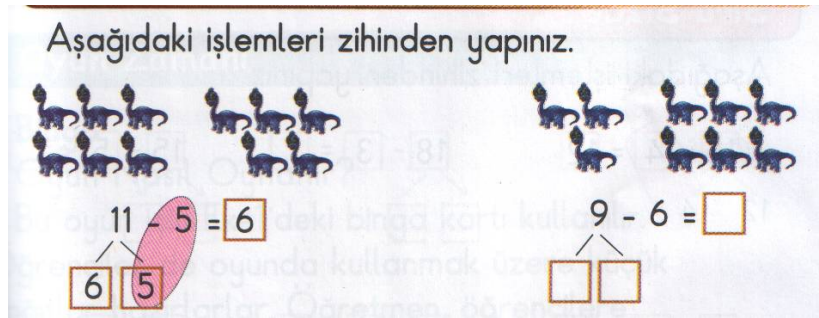 Aşağıdaki işlemleri zihinden yapınız.
11 - 5 = 6
6 5
9 - 6 =